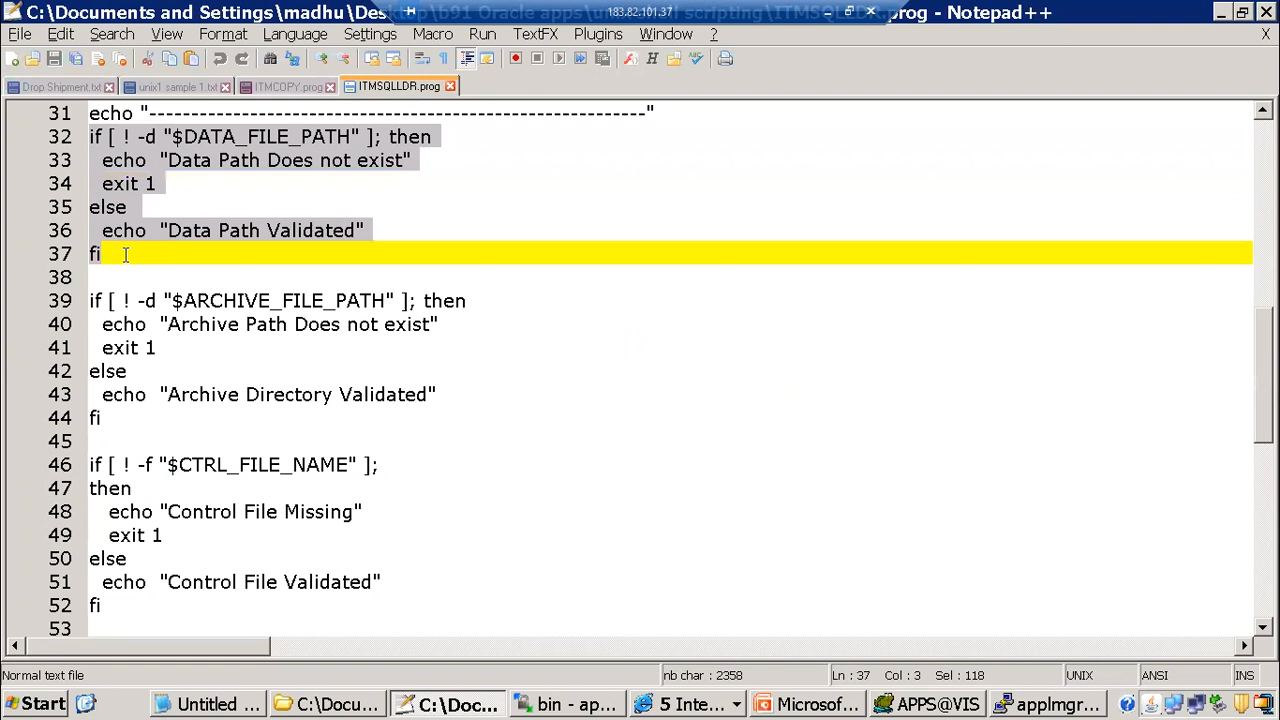 C:\Documents and Settings\madhu\Des
183.82.101.37
.prog - Notepad++
File Edit Search View Format Language Settings Macro Run TextFX Plugins Window ?
X
Drop Shipment.txt unix1 sample 1.txt ITMCOPY.prog ITMSQLLDR.prog
31 echo "-----------------------------------------------------------"
32 if [ ! -d "$DATA_FILE_PATH" ]; then
33 echo "Data Path Does not exist"
34 exit 1
35 else
36 echo "Data Path Validated"
37 fi
38
39 if [ ! -d "$ARCHIVE_FILE_PATH" ]; then
40 echo "Archive Path Does not exist"
41 exit 1
42 else
43 echo "Archive Directory Validated"
44 fi
45
46 if [ ! -f "$CTRL_FILE_NAME" ];
47 then
48 echo "Control File Missing"
49 exit 1
50 else
51 echo "Control File Validated"
52 fi
53
Normal text file nb char : 2358 Ln : 37 Col : 3 Sel : 118 UNIX ANSI INS
Start Untitled ... C:\Docu... C:\Doc... bin - ap... 5 Inte... Microsof... APPS@VIS applmgr...